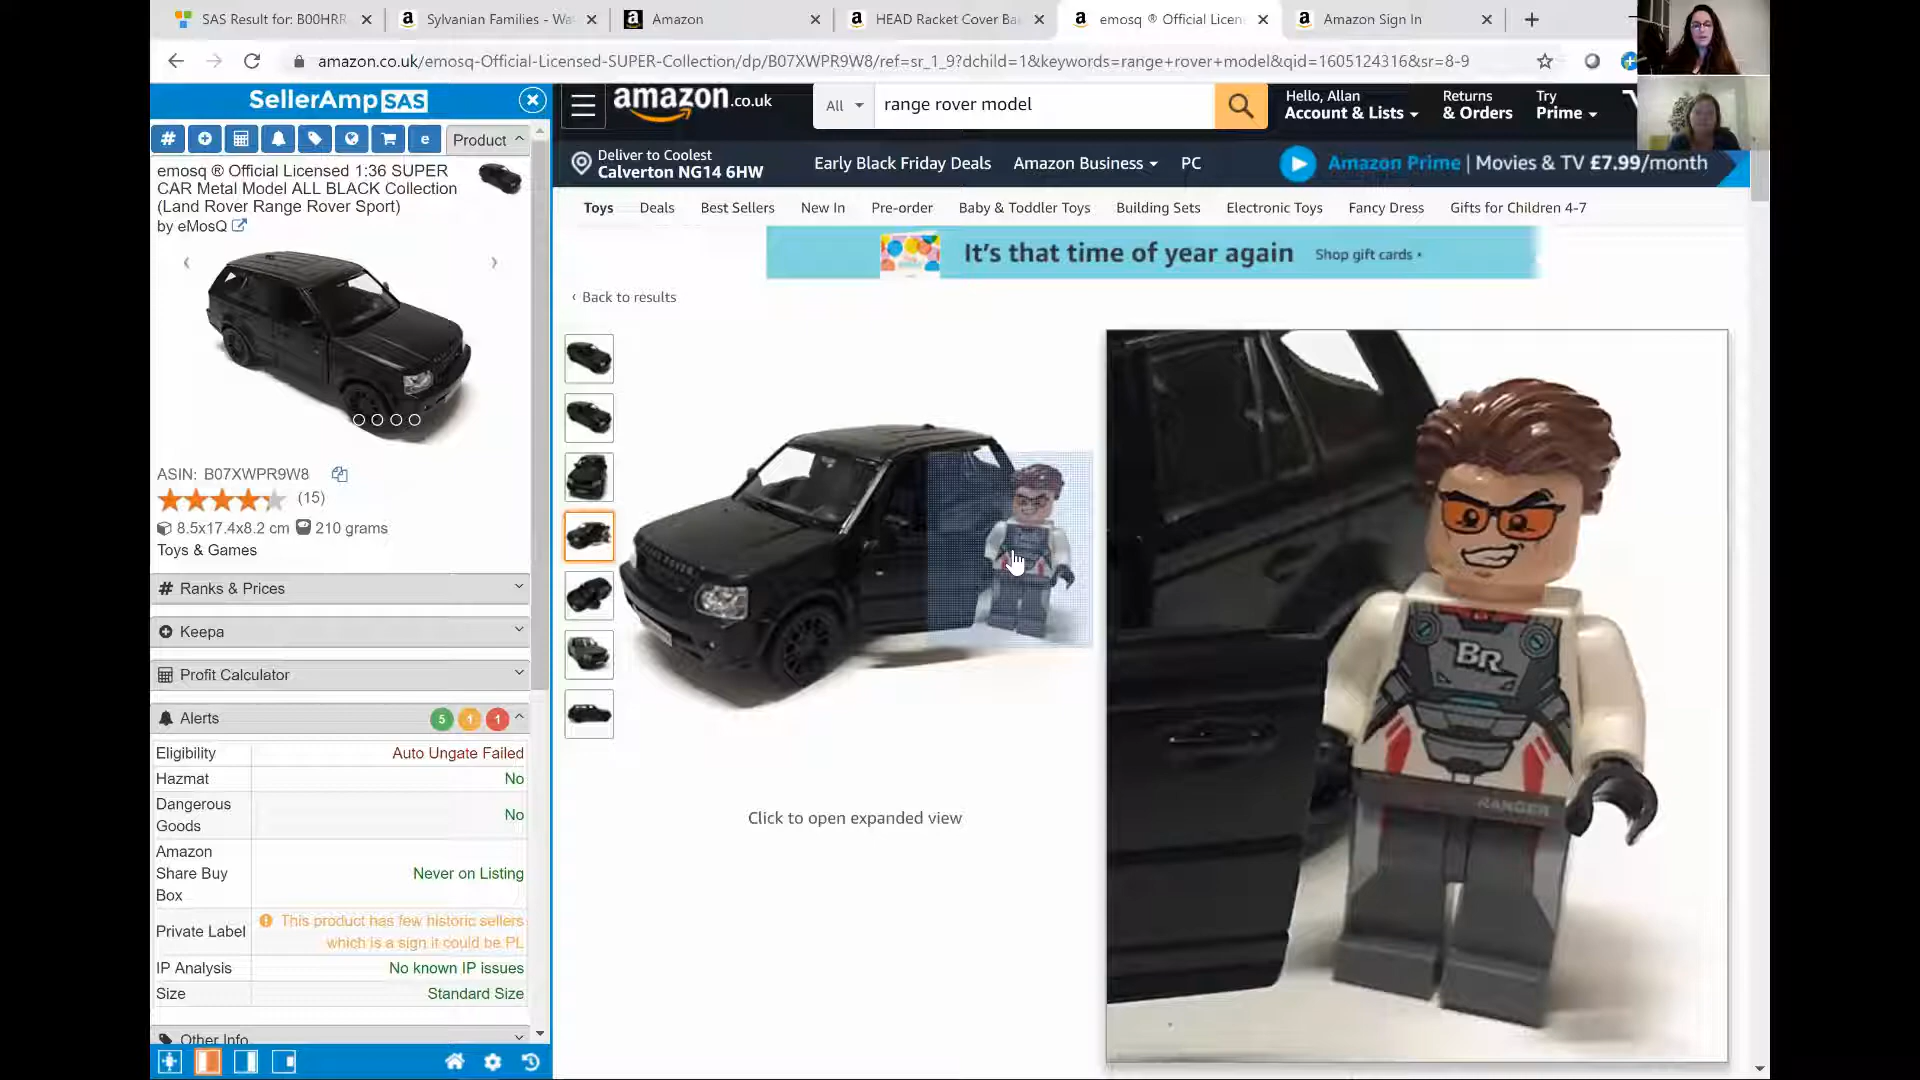 SAS Result for: B00HRR
Sylvanian Families - Wa
Amazon
HEAD Racket Cover Ba
emosq ® Official Licen
Amazon Sign In
amazon.co.uk/emosq-Official-Licensed-SUPER-Collection/dp/B07XWPR9W8/ref=sr_1_9?dchild=1&keywords=range+rover+model&qid=1605124316&sr=8-9
SellerAmp SAS
Product
emosq ® Official Licensed 1:36 SUPER
CAR Metal Model ALL BLACK Collection
(Land Rover Range Rover Sport)
by eMosQ
ASIN: B07XWPR9W8
(15)
8.5x17.4x8.2 cm 210 grams
Toys & Games
# Ranks & Prices
Keepa
Profit Calculator
Alerts 5 1 1
Eligibility Auto Ungate Failed
Hazmat No
Dangerous
Goods No
Amazon
Share Buy
Box Never on Listing
Private Label This product has few historic sellers
which is a sign it could be PL
IP Analysis No known IP issues
Size Standard Size
Other Info
amazon.co.uk
All range rover model
Hello, Allan
Account & Lists
Returns
& Orders
Try
Prime
Deliver to Coolest
Calverton NG14 6HW
Early Black Friday Deals Amazon Business PC
Amazon Prime | Movies & TV £7.99/month
Toys Deals Best Sellers New In Pre-order Baby & Toddler Toys Building Sets Electronic Toys Fancy Dress Gifts for Children 4-7
It's that time of year again Shop gift cards ›
‹ Back to results
Click to open expanded view
BR
RANGER